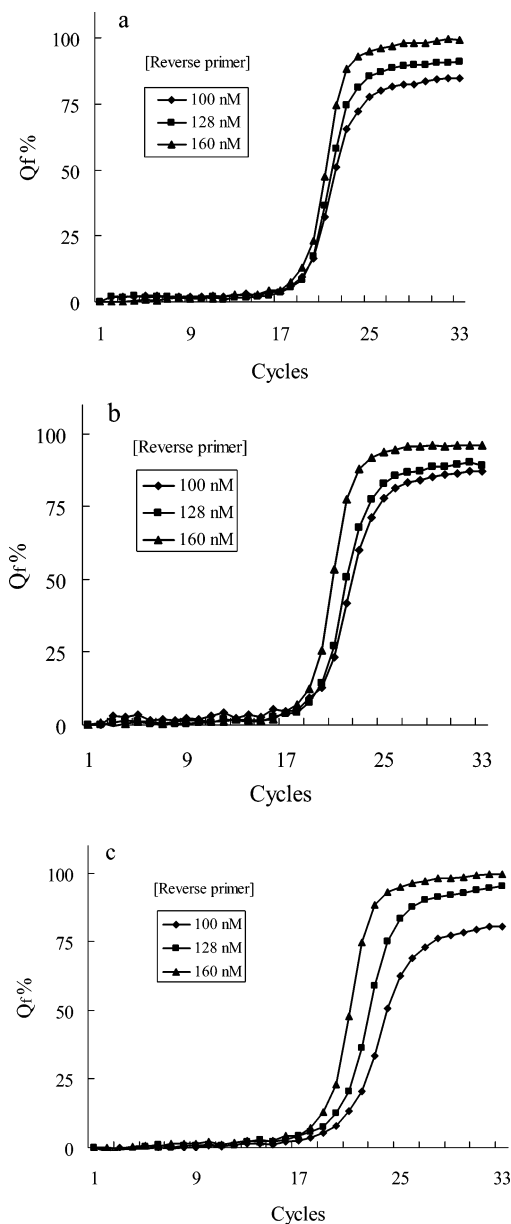 a
100
75
50
25
0
Qf%
[Reverse primer]
100 nM
128 nM
160 nM
1 9 17 25 33
Cycles
b
100
75
50
25
0
Qf%
[Reverse primer]
100 nM
128 nM
160 nM
1 9 17 25 33
Cycles
c
100
75
50
25
0
Qf%
[Reverse primer]
100 nM
128 nM
160 nM
1 9 17 25 33
Cycles